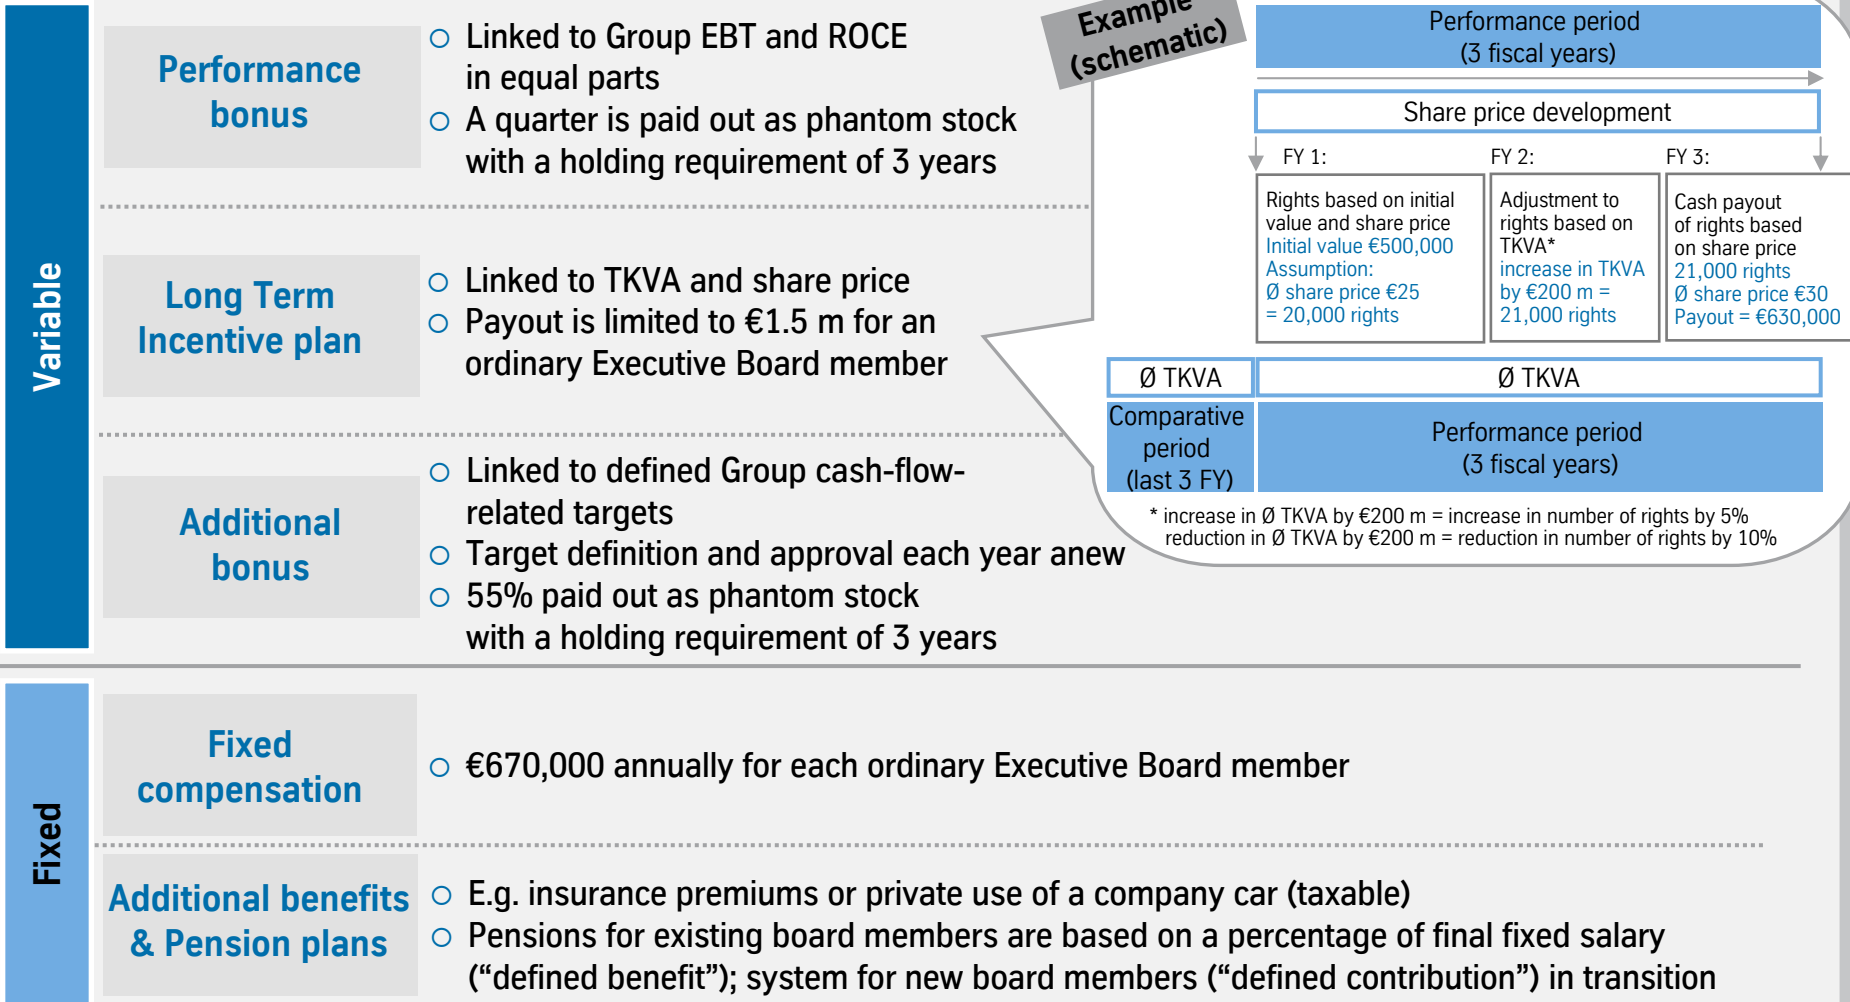 Variable
Performance
bonus
○ Linked to Group EBT and ROCE
in equal parts
○ A quarter is paid out as phantom stock
with a holding requirement of 3 years
Long Term
Incentive plan
○ Linked to TKVA and share price
○ Payout is limited to €1.5 m for an
ordinary Executive Board member
Additional
bonus
○ Linked to defined Group cash-flow-
related targets
○ Target definition and approval each year anew
○ 55% paid out as phantom stock
with a holding requirement of 3 years
Example
(schematic)
Performance period
(3 fiscal years)
Share price development
FY 1:
Rights based on initial
value and share price
Initial value €500,000
Assumption:
Ø share price €25
= 20,000 rights
FY 2:
Adjustment to
rights based on
TKVA*
increase in TKVA
by €200 m =
21,000 rights
FY 3:
Cash payout
of rights based
on share price
21,000 rights
Ø share price €30
Payout = €630,000
Ø TKVA
Ø TKVA
Comparative
period
(last 3 FY)
Performance period
(3 fiscal years)
* increase in Ø TKVA by €200 m = increase in number of rights by 5%
reduction in Ø TKVA by €200 m = reduction in number of rights by 10%
Fixed
Fixed
compensation
○ €670,000 annually for each ordinary Executive Board member
Additional benefits
& Pension plans
○ E.g. insurance premiums or private use of a company car (taxable)
○ Pensions for existing board members are based on a percentage of final fixed salary
(“defined benefit”); system for new board members (“defined contribution”) in transition